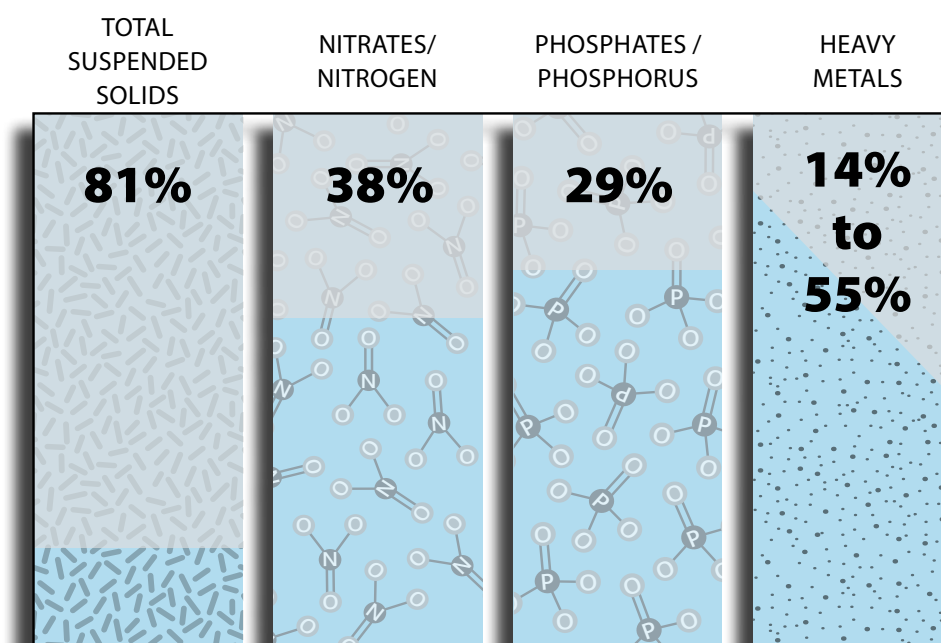 TOTAL
SUSPENDED
SOLIDS
NITRATES/
NITROGEN
PHOSPHATES /
PHOSPHORUS
HEAVY
METALS
81%
38%
29%
14%
to
55%